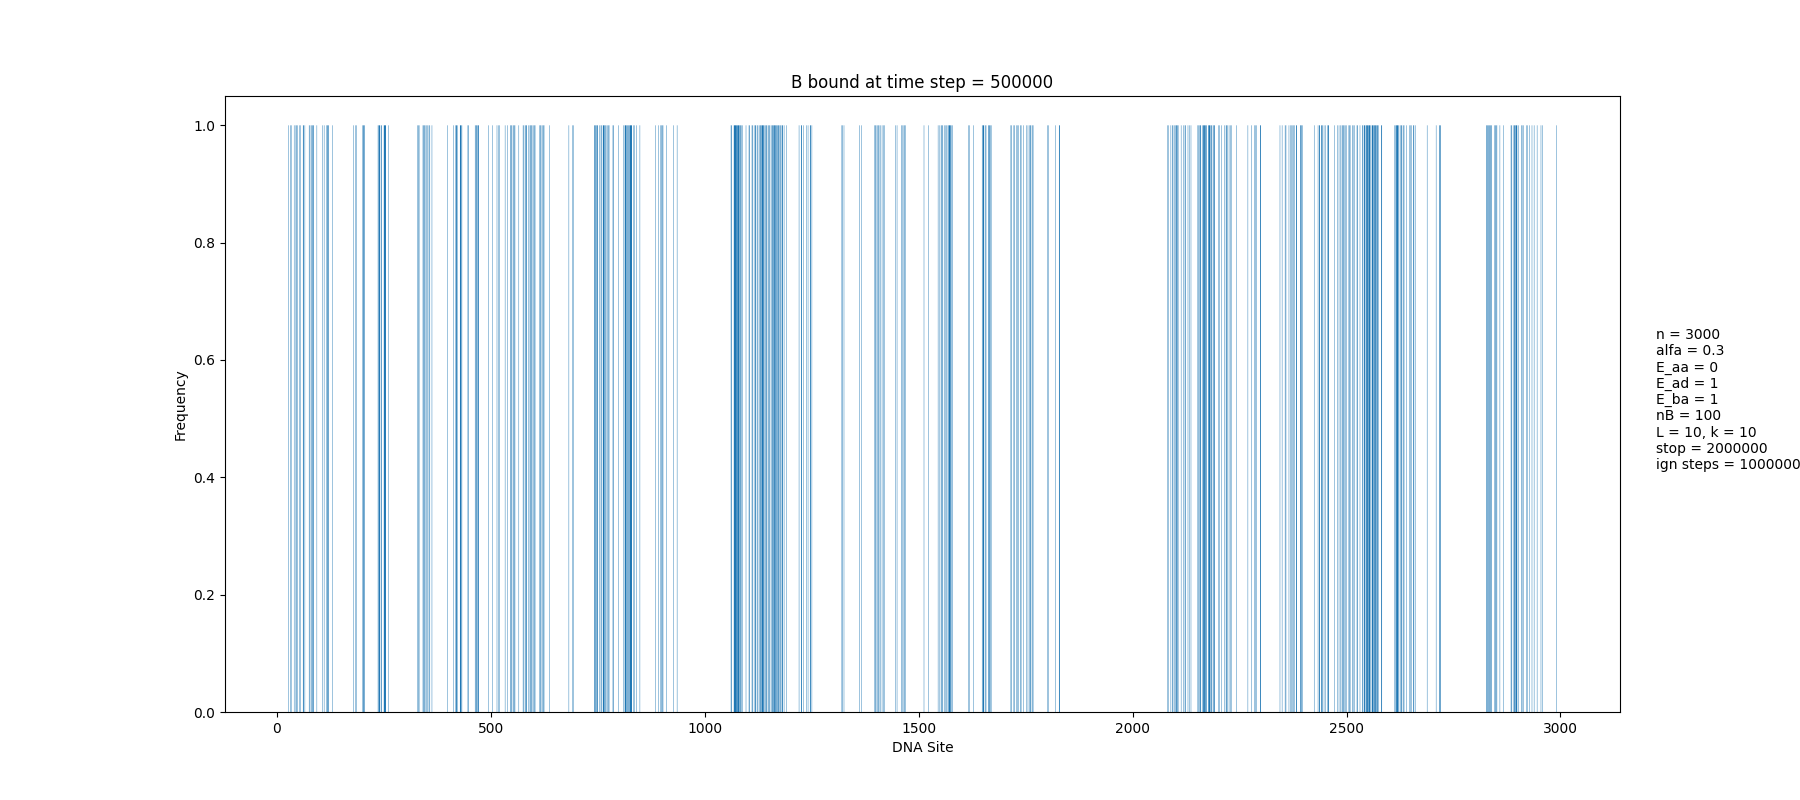 B bound at time step = 500000
1.0
0.8
0.6
0.4
0.2
0.0
Frequency
0 500 1000 1500 2000 2500 3000
DNA Site
n = 3000
alfa = 0.3
E_aa = 0
E_ad = 1
E_ba = 1
nB = 100
L = 10, k = 10
stop = 2000000
ign steps = 1000000